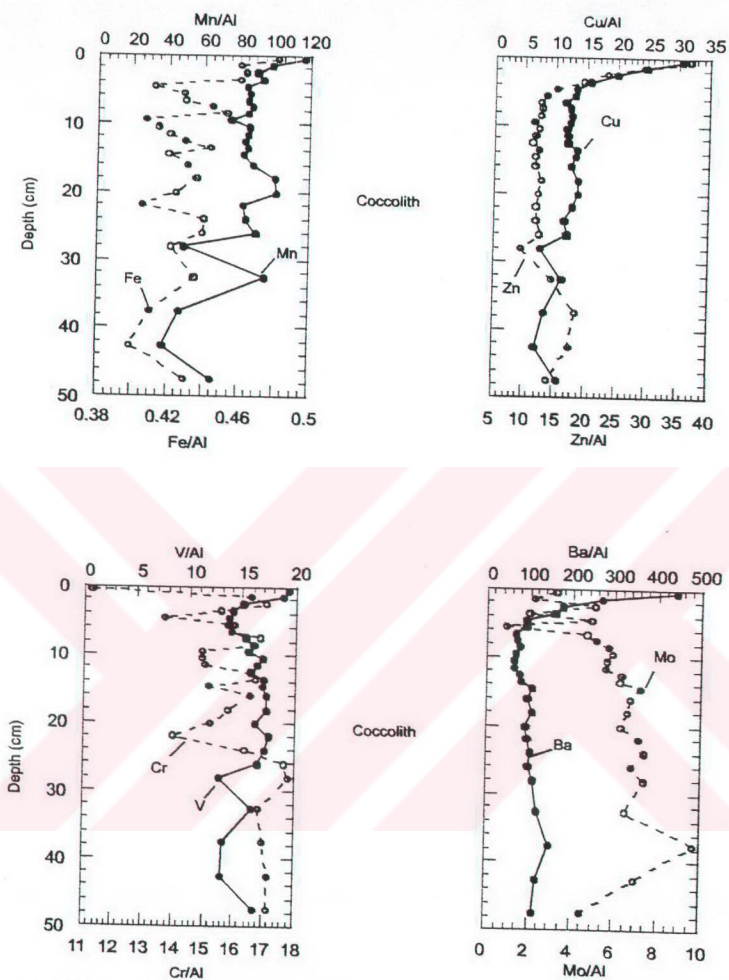 Mn/Al
0 20 40 60 80 100 120
0
10
20
30
40
50
Depth (cm)
Fe
Mn
0.38 0.42 0.46 0.5
Fe/Al
Coccolith
Cu/Al
0 5 10 15 20 25 30 35
Cu
Zn
5 10 15 20 25 30 35 40
Zn/Al
V/Al
0 5 10 15 20
0
10
20
30
40
50
Depth (cm)
Cr
V
11 12 13 14 15 16 17 18
Cr/Al
Coccolith
Ba/Al
0 100 200 300 400 500
Mo
Ba
0 2 4 6 8 10
Mo/Al